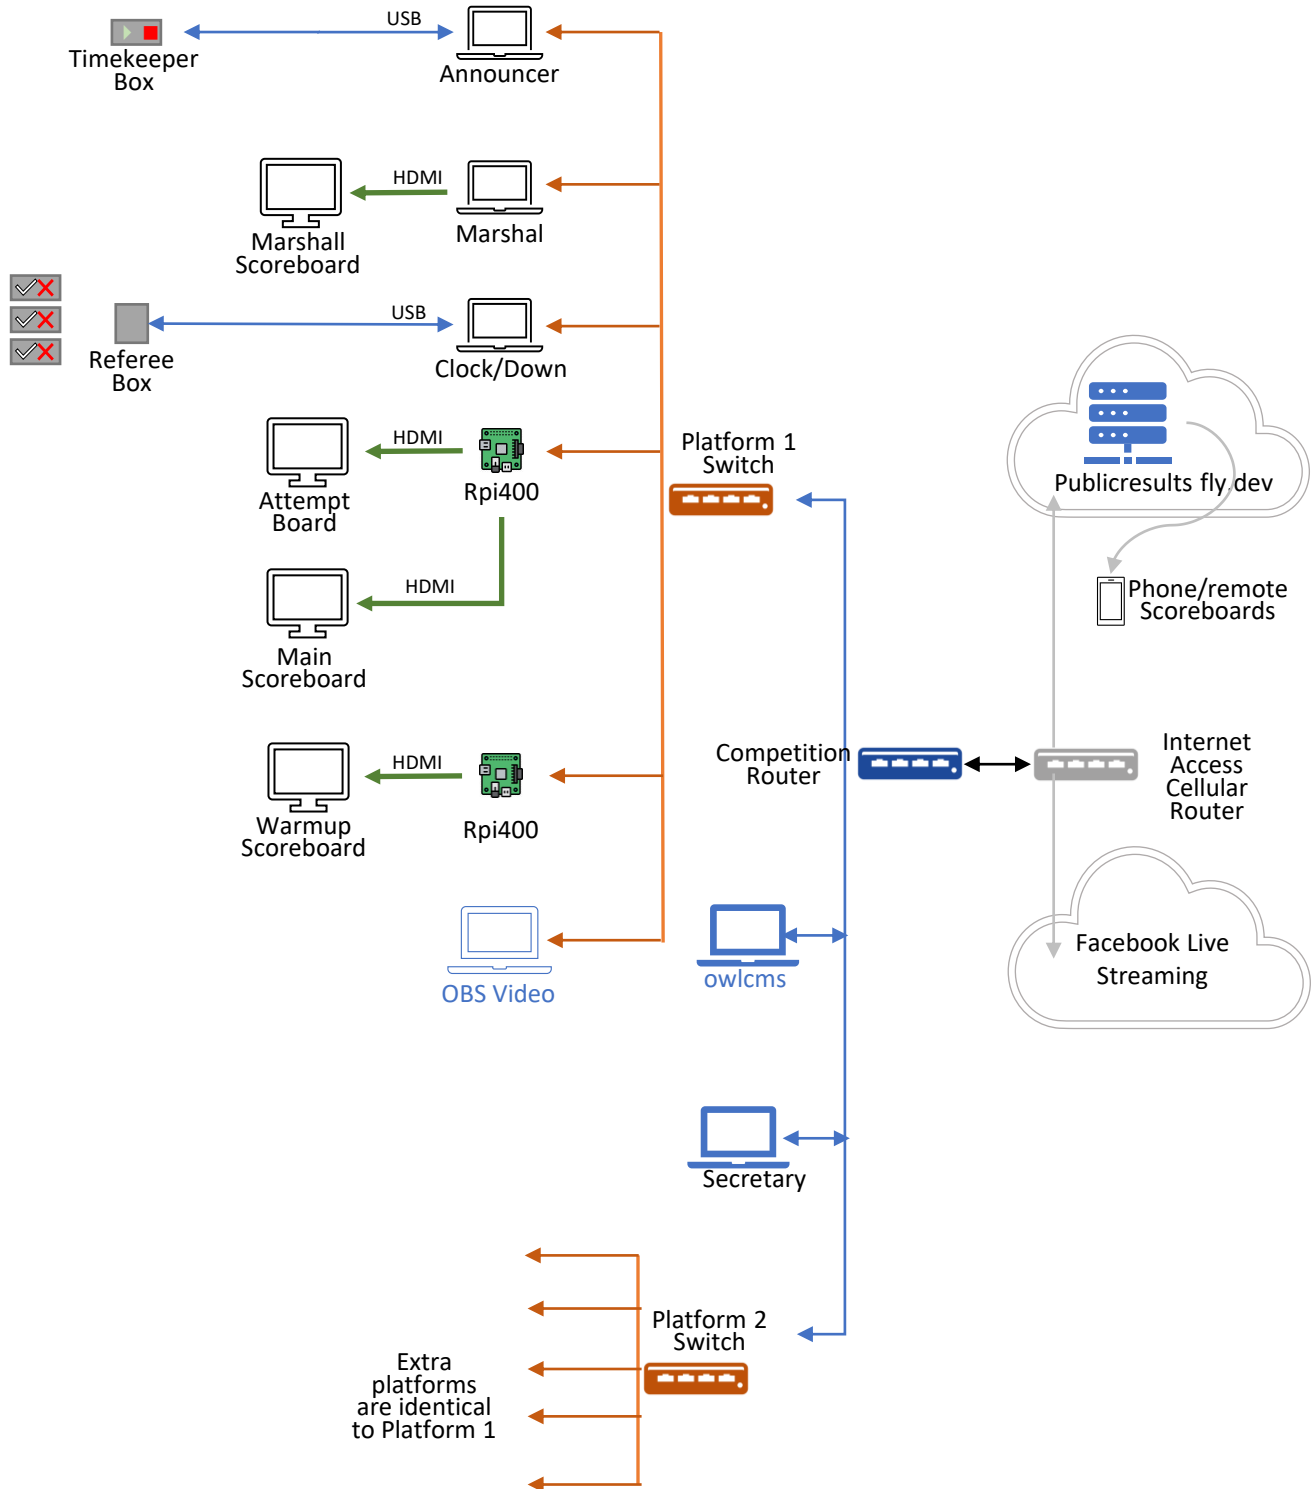 USB
Timekeeper
Box
Announcer
HDMI
Marshall
Scoreboard
Marshal
USB
Referee
Box
Clock/Down
HDMI
Attempt
Board
Rpi400
Platform 1
Switch
Publicresults fly.dev
HDMI
Main
Scoreboard
Phone/remote
Scoreboards
HDMI
Warmup
Scoreboard
Rpi400
Competition
Router
Internet
Access
Cellular
Router
OBS Video
owlcms
Facebook Live
Streaming
Secretary
Platform 2
Switch
Extra
platforms
are identical
to Platform 1